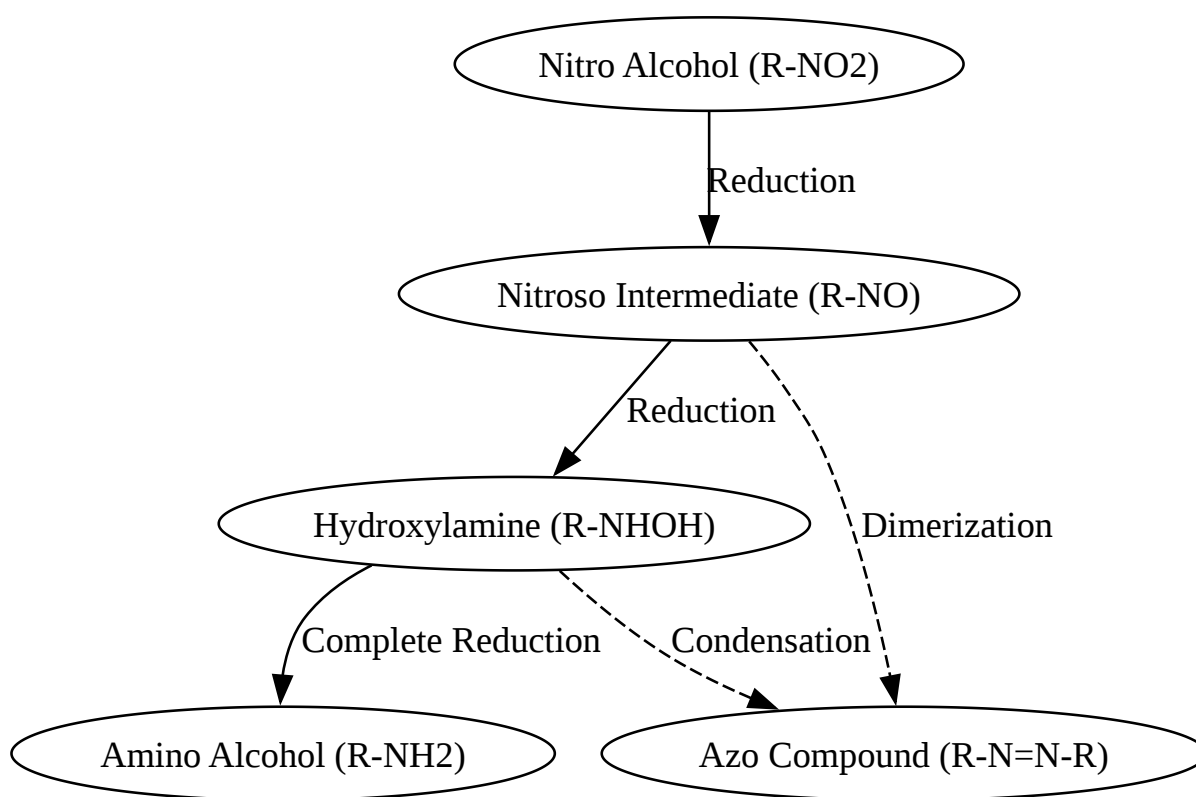 Nitro Alcohol (R-NO2)
Reduction
Nitroso Intermediate (R-NO)
Reduction
Hydroxylamine (R-NHOH)
Dimerization
Complete Reduction
Condensation
Amino Alcohol (R-NH2)
Azo Compound (R-N=N-R)